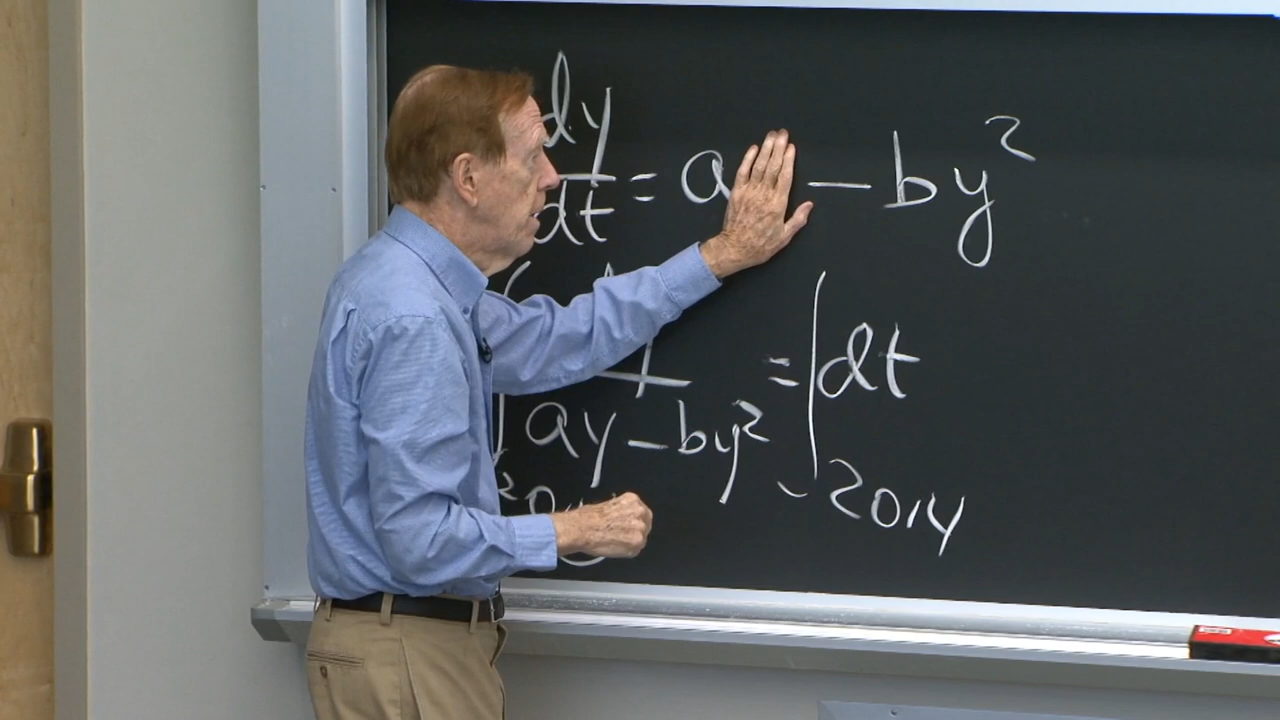 dy/dt = a − by²
∫ / ay − by² = ∫ dt
2014